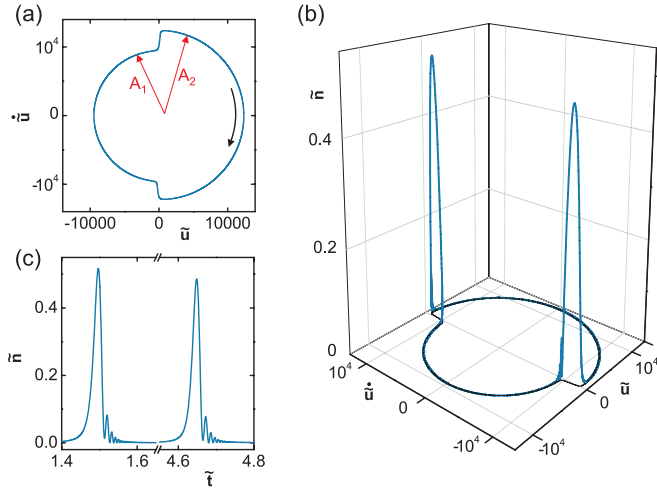 (a)
10⁴
0
-10⁴
u̇̃
A₁
A₂
-10000 0 10000
ũ
(b)
ñ
0.4
0.2
0
10⁴
0
-10⁴
u̇̃
10⁴
0
-10⁴
ũ
(c)
ñ
0.4
0.2
0.0
1.4 1.6 4.6 4.8
t̃